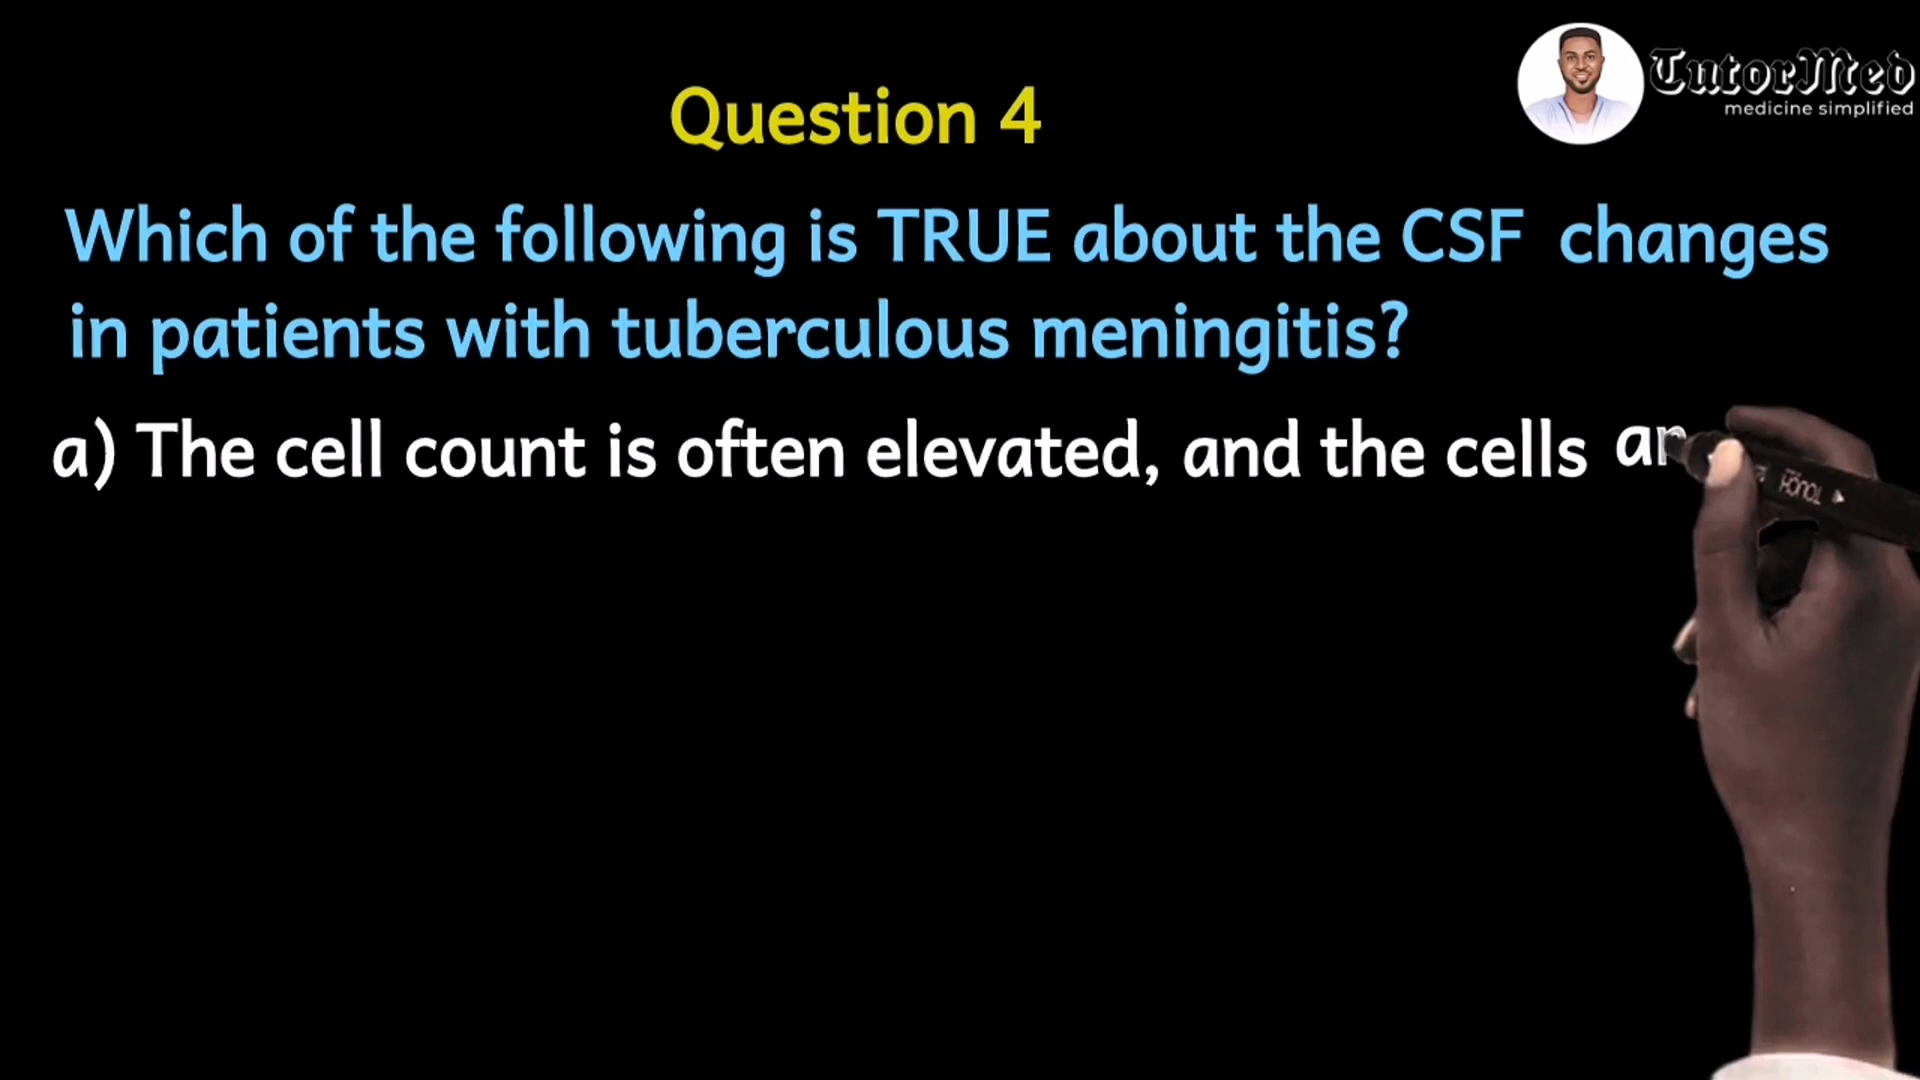 TutorMed
medicine simplified
Question 4
Which of the following is TRUE about the CSF changes
in patients with tuberculous meningitis?
a) The cell count is often elevated, and the cells
TOUCH